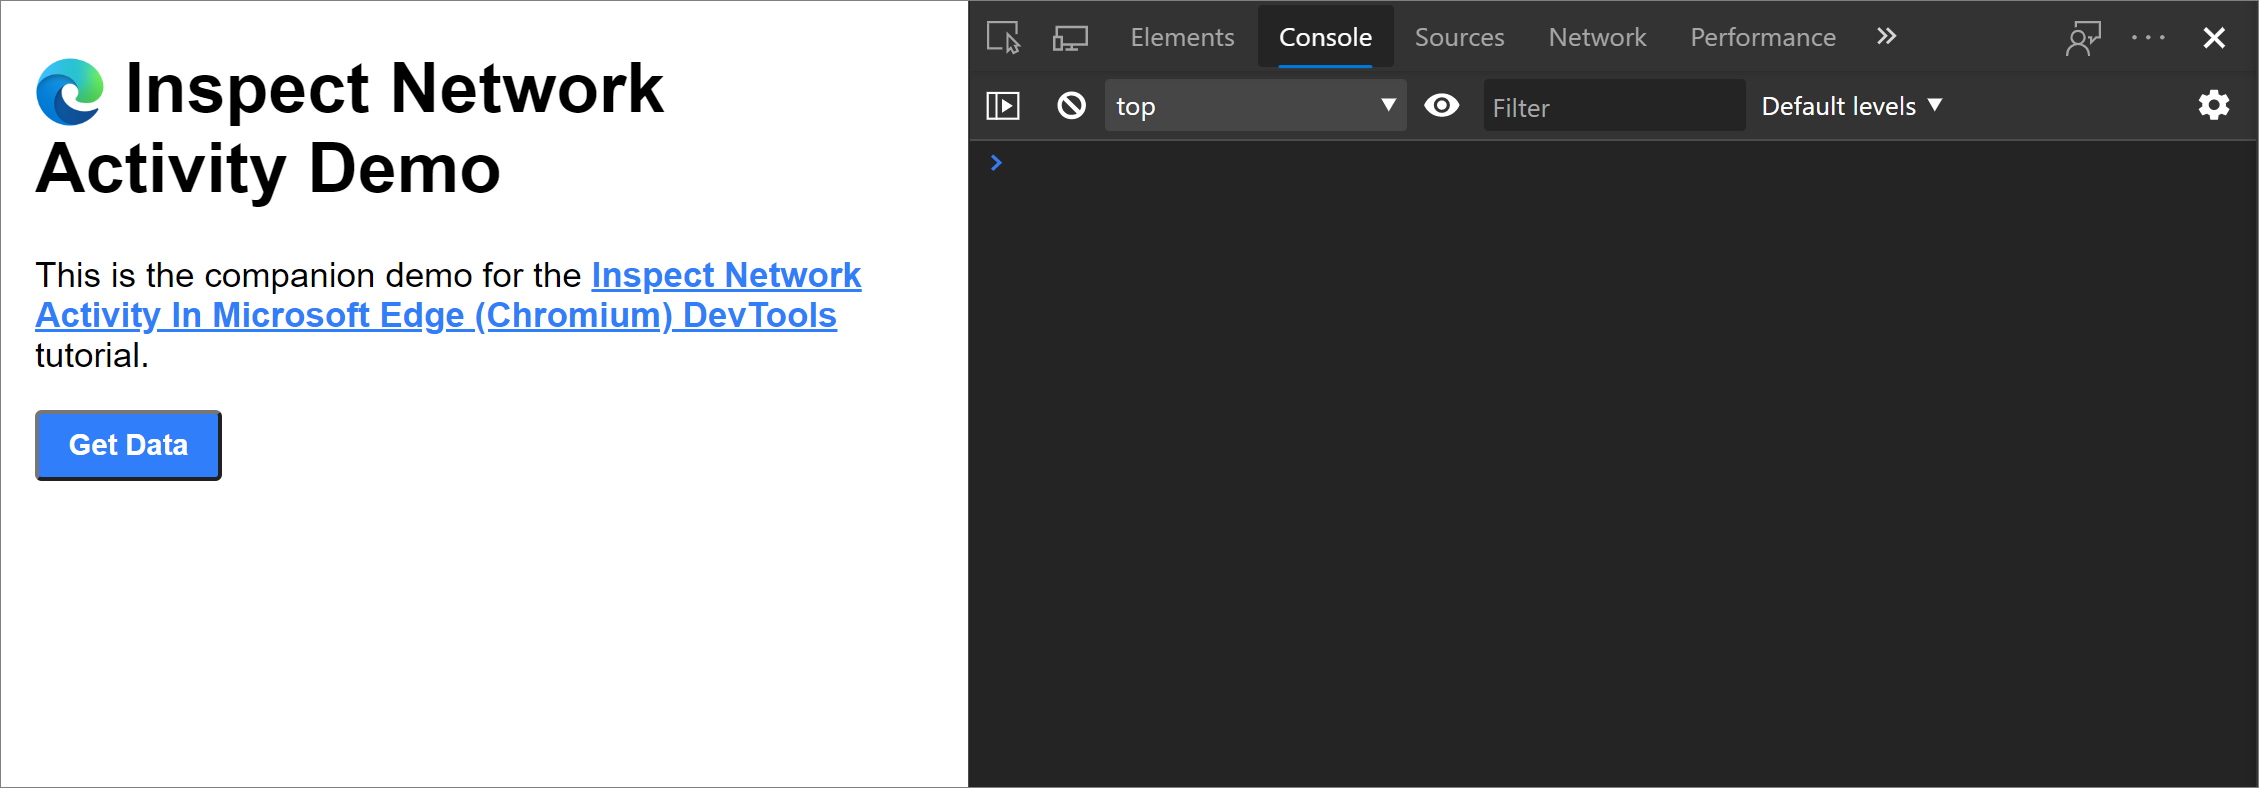 Inspect Network
Activity Demo
This is the companion demo for the Inspect Network
Activity In Microsoft Edge (Chromium) DevTools
tutorial.
Get Data
Elements Console Sources Network Performance
top Filter Default levels